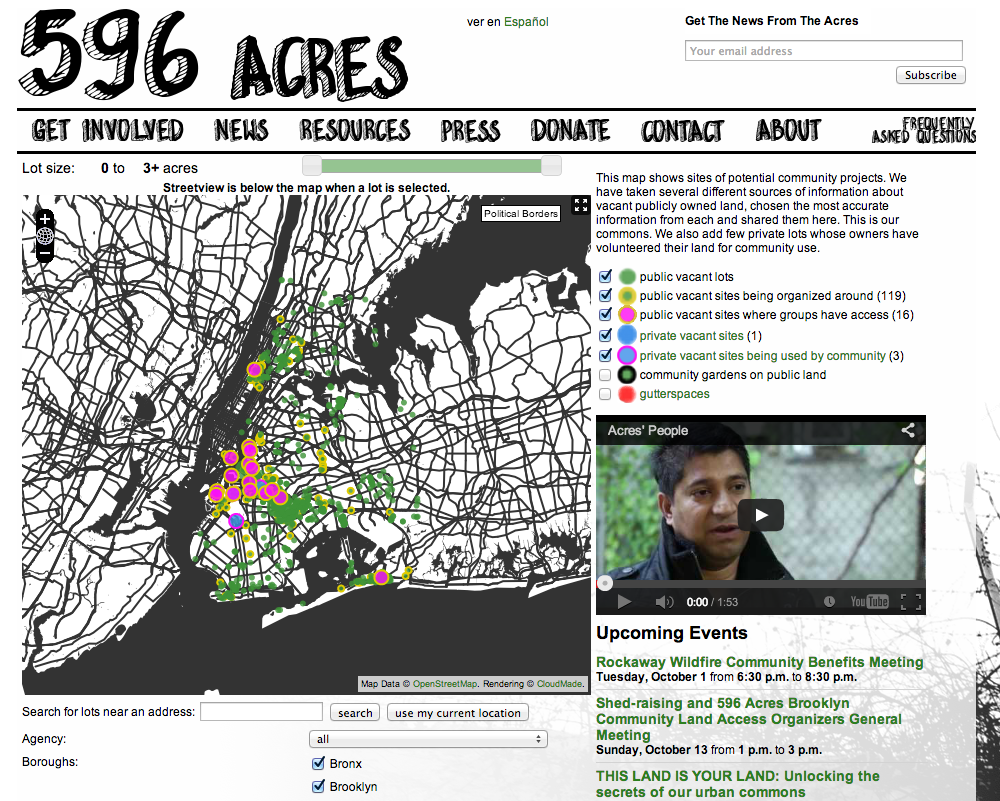 596 ACRES
ver en Español
Get The News From The Acres
Your email address
Subscribe
GET INVOLVED NEWS RESOURCES PRESS DONATE CONTACT ABOUT FREQUENTLY
ASKED QUESTIONS
Lot size: 0 to 3+ acres
Streetview is below the map when a lot is selected.
+
Political Borders
−
Map Data © OpenStreetMap. Rendering © CloudMade.
Search for lots near an address: search use my current location
Agency: all
Boroughs: Bronx
Brooklyn
This map shows sites of potential community projects. We
have taken several different sources of information about
vacant publicly owned land, chosen the most accurate
information from each and shared them here. This is our
commons. We also add few private lots whose owners have
volunteered their land for community use.
public vacant lots
public vacant sites being organized around (119)
public vacant sites where groups have access (16)
private vacant sites (1)
private vacant sites being used by community (3)
community gardens on public land
gutterspaces
Acres' People
0:00 / 1:53
YouTube
Upcoming Events
Rockaway Wildfire Community Benefits Meeting
Tuesday, October 1 from 6:30 p.m. to 8:30 p.m.
Shed-raising and 596 Acres Brooklyn
Community Land Access Organizers General
Meeting
Sunday, October 13 from 1 p.m. to 3 p.m.
THIS LAND IS YOUR LAND: Unlocking the
secrets of our urban commons